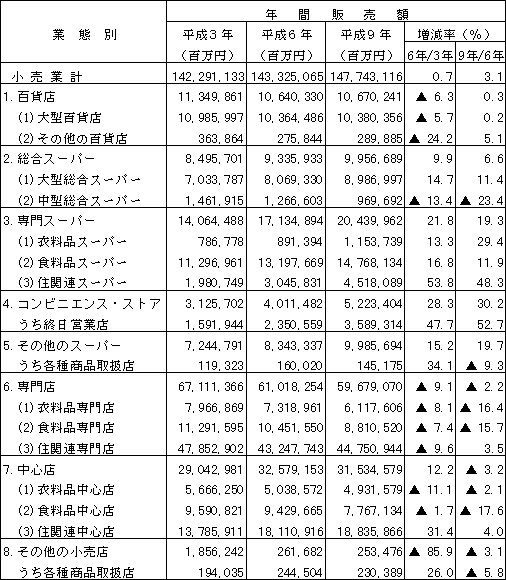 業態別 年間販売額
平成3年 平成6年 平成9年 増減率(%)
(百万円) (百万円) (百万円) 6年/3年 9年/6年
小売業計 142,291,133 143,325,065 147,743,116 0.7 3.1
1.百貨店 11,349,861 10,640,330 10,670,241 ▲ 6.3 0.3
(1)大型百貨店 10,985,997 10,364,486 10,380,356 ▲ 5.7 0.2
(2)その他の百貨店 363,864 275,844 289,885 ▲ 24.2 5.1
2.総合スーパー 8,495,701 9,335,933 9,956,689 9.9 6.6
(1)大型総合スーパー 7,033,787 8,069,330 8,986,997 14.7 11.4
(2)中型総合スーパー 1,461,915 1,266,603 969,692 ▲ 13.4 ▲ 23.4
3.専門スーパー 14,064,488 17,134,894 20,439,962 21.8 19.3
(1)衣料品スーパー 786,778 891,394 1,153,739 13.3 29.4
(2)食料品スーパー 11,296,961 13,197,669 14,768,134 16.8 11.9
(3)住関連スーパー 1,980,749 3,045,831 4,518,089 53.8 48.3
4.コンビニエンス・ストア 3,125,702 4,011,482 5,223,404 28.3 30.2
うち終日営業店 1,591,944 2,350,559 3,589,314 47.7 52.7
5.その他のスーパー 7,244,791 8,343,337 9,985,694 15.2 19.7
うち各種商品取扱店 119,323 160,020 145,175 34.1 ▲ 9.3
6.専門店 67,111,366 61,018,254 59,679,070 ▲ 9.1 ▲ 2.2
(1)衣料品専門店 7,966,869 7,318,961 6,117,606 ▲ 8.1 ▲ 16.4
(2)食料品専門店 11,291,595 10,451,550 8,810,520 ▲ 7.4 ▲ 15.7
(3)住関連専門店 47,852,902 43,247,743 44,750,944 ▲ 9.6 3.5
7.中心店 29,042,981 32,579,153 31,534,579 12.2 ▲ 3.2
(1)衣料品中心店 5,666,250 5,038,572 4,931,579 ▲ 11.1 ▲ 2.1
(2)食料品中心店 9,590,821 9,429,665 7,767,134 ▲ 1.7 ▲ 17.6
(3)住関連中心店 13,785,911 18,110,916 18,835,866 31.4 4.0
8.その他の小売店 1,856,242 261,682 253,476 ▲ 85.9 ▲ 3.1
うち各種商品取扱店 194,035 244,504 230,389 26.0 ▲ 5.8